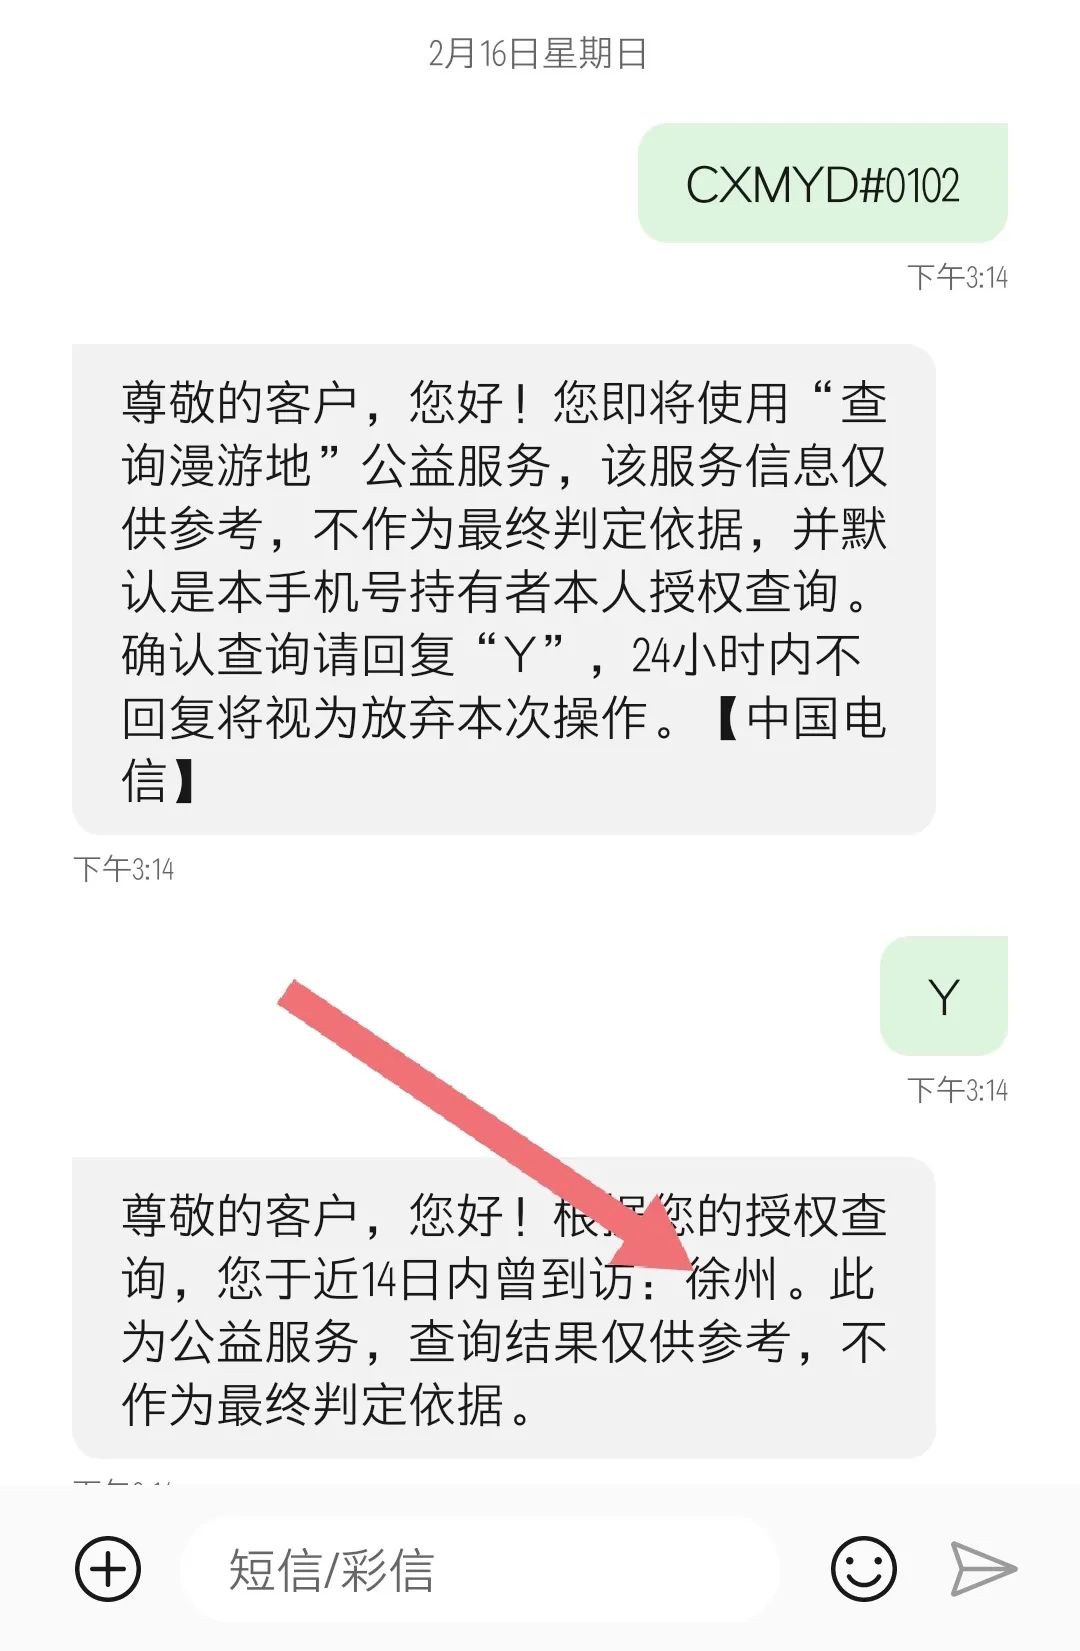 2月16日星期日
CXMYD#0102
下午3:14
尊敬的客户，您好！您即将使用“查
询漫游地”公益服务，该服务信息仅
供参考，不作为最终判定依据，并默
认是本手机号持有者本人授权查询。
确认查询请回复“Y”，24小时内不
回复将视为放弃本次操作。【中国电
信】
下午3:14
Y
下午3:14
尊敬的客户，您好！根据您的授权查
询，您于近14日内曾到访：徐州。此
为公益服务，查询结果仅供参考，不
作为最终判定依据。
短信/彩信